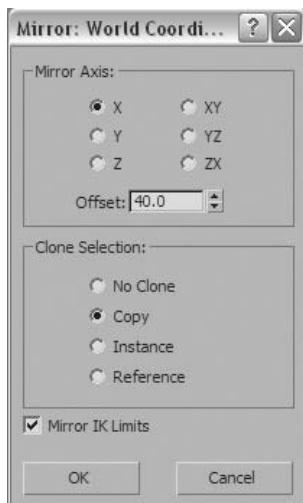 Mirror: World Coordi... ?
Mirror Axis:
X XY
Y YZ
Z ZX
Offset: 40.0
Clone Selection:
No Clone
Copy
Instance
Reference
Mirror IK Limits
OK Cancel